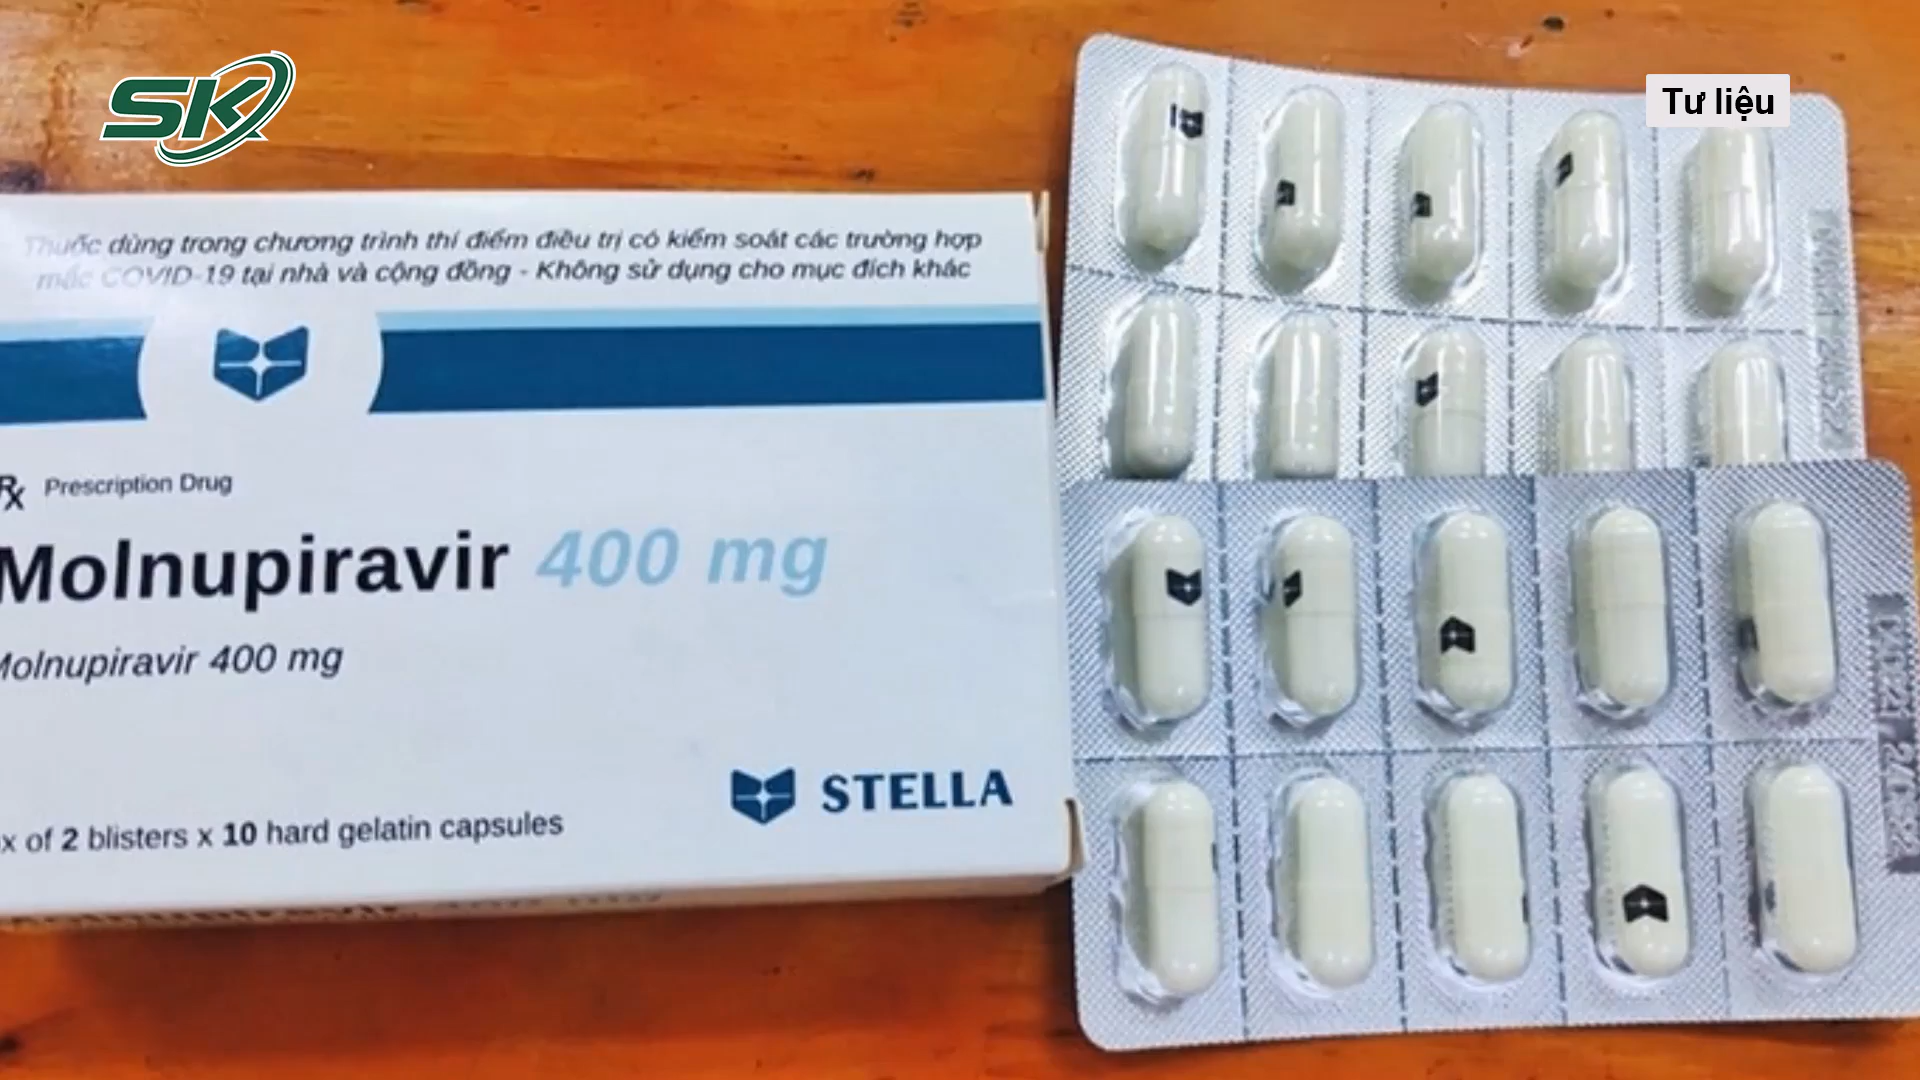 SK
Tư liệu
Thuốc dùng trong chương trình thí điểm điều trị có kiểm soát các trường hợp
mắc COVID-19 tại nhà và cộng đồng - Không sử dụng cho mục đích khác
Rx Prescription Drug
Molnupiravir 400 mg
Molnupiravir 400 mg
x of 2 blisters x 10 hard gelatin capsules
STELLA